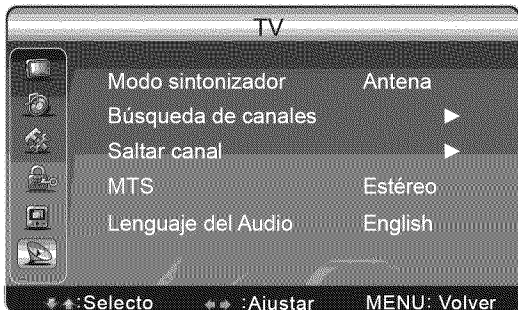 TV
Modo sintonizador Antena
Búsqueda de canales ►
Saltar canal ►
MTS Estéreo
Lenguaje del Audio English
:Selecto :Ajustar MENU: Volver